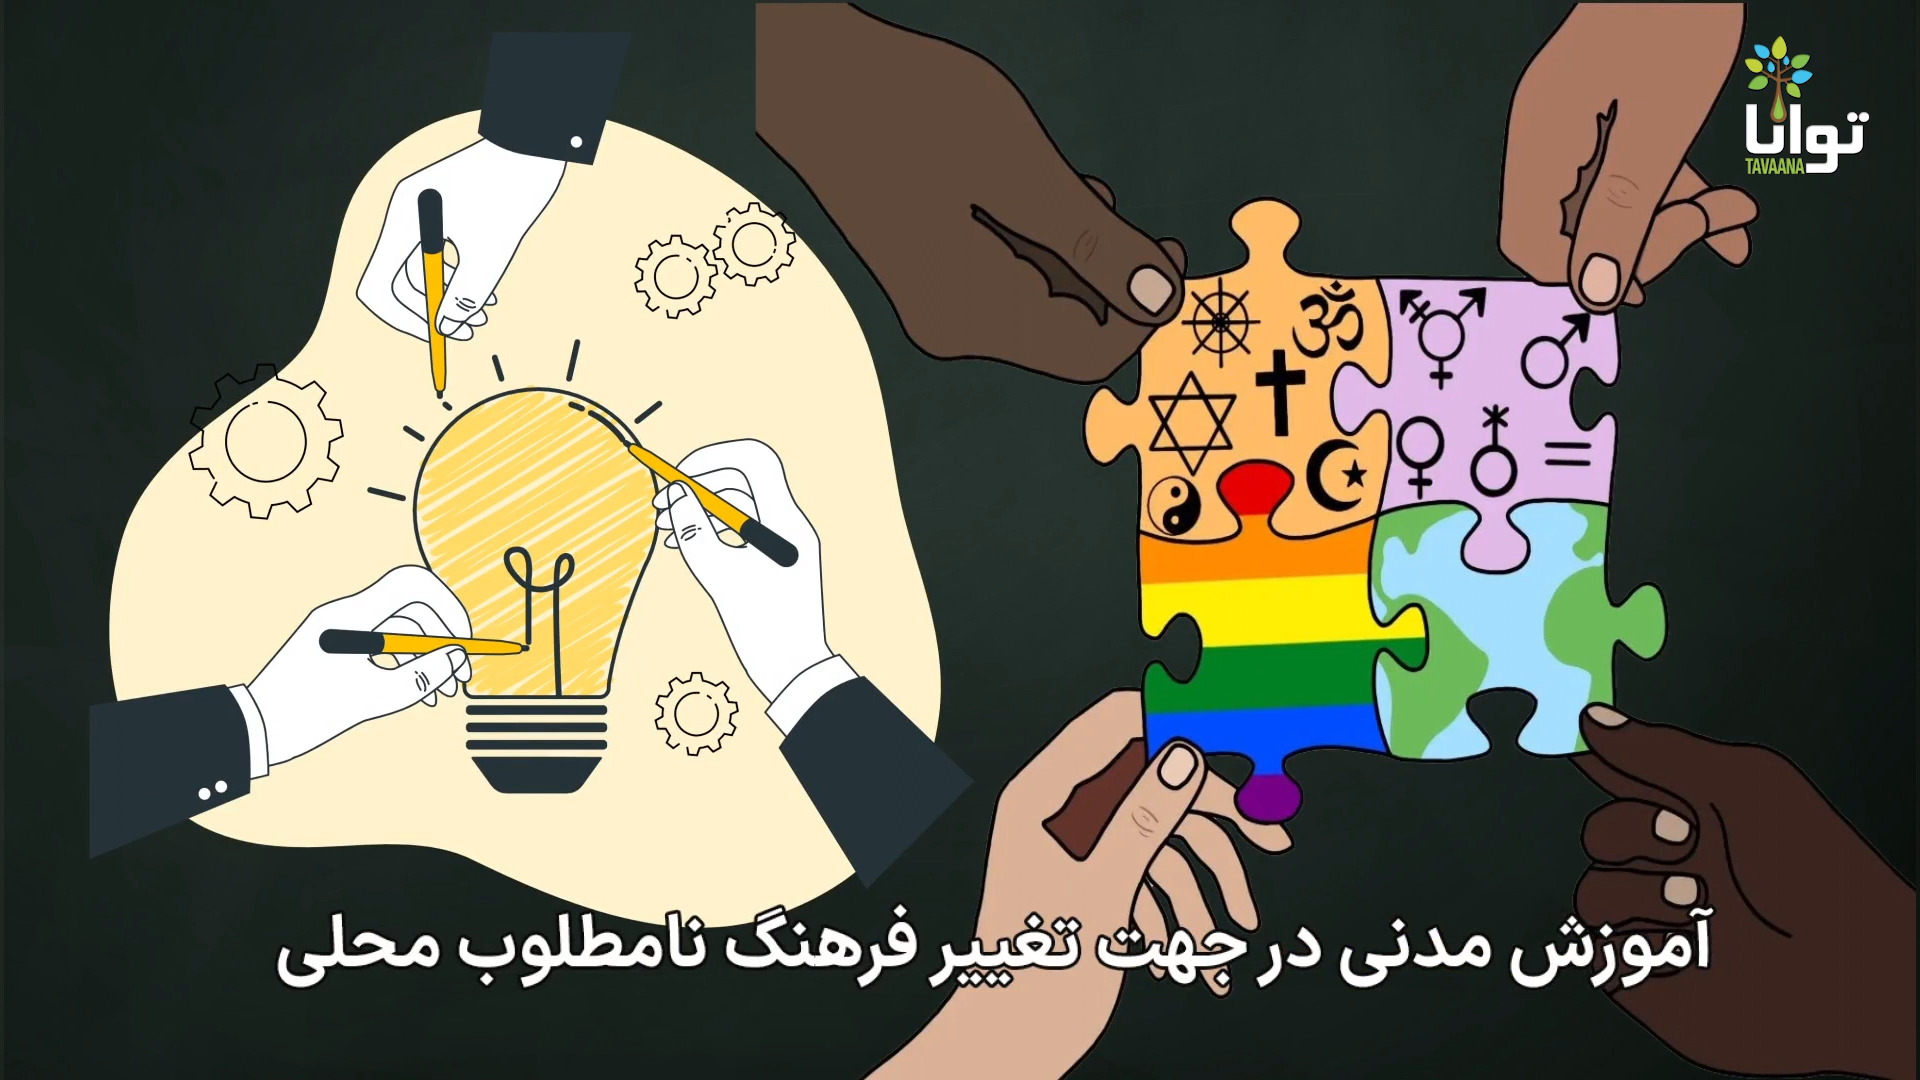 توانا
TAVAANA
آموزش مدنی در جهت تغییر فرهنگ نامطلوب محلی